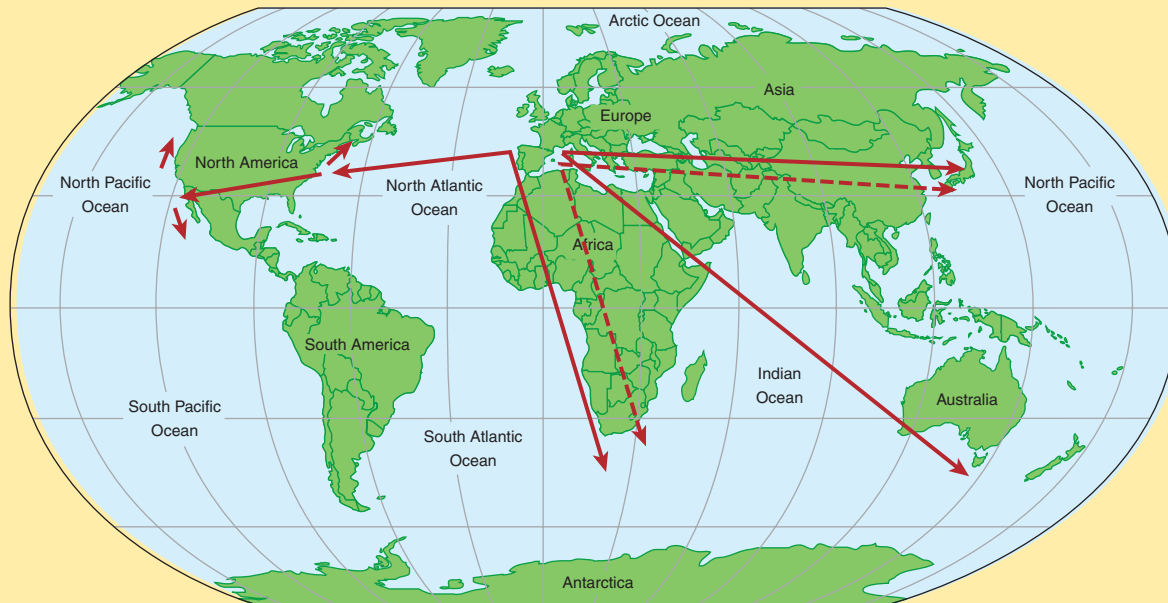 Arctic Ocean
Asia
Europe
North America
North Pacific
Ocean
North Atlantic
Ocean
North Pacific
Ocean
Africa
South America
Indian
Ocean
Australia
South Pacific
Ocean
South Atlantic
Ocean
Antarctica